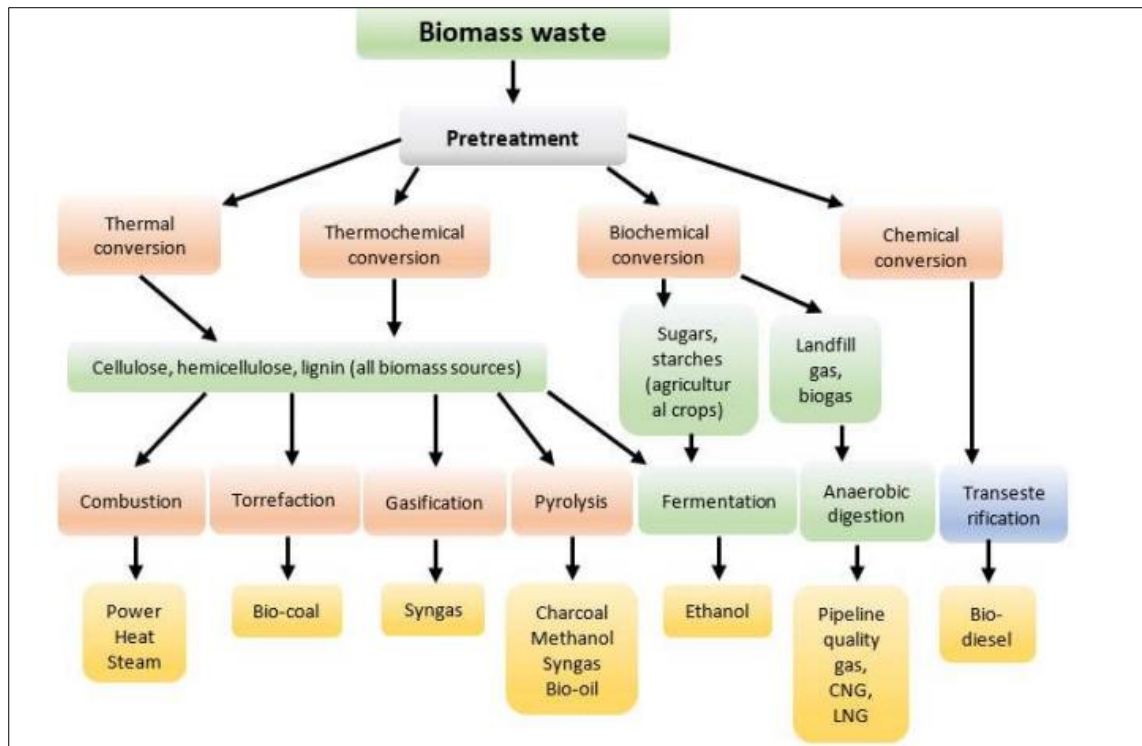 Biomass waste
Pretreatment
Thermal
conversion
Thermochemical
conversion
Biochemical
conversion
Chemical
conversion
Cellulose, hemicellulose, lignin (all biomass sources)
Sugars,
starches
(agricultur
al crops)
Landfill
gas,
biogas
Combustion
Torrefaction
Gasification
Pyrolysis
Fermentation
Anaerobic
digestion
Transeste
rification
Power
Heat
Steam
Bio-coal
Syngas
Charcoal
Methanol
Syngas
Bio-oil
Ethanol
Pipeline
quality
gas,
CNG,
LNG
Bio-
diesel